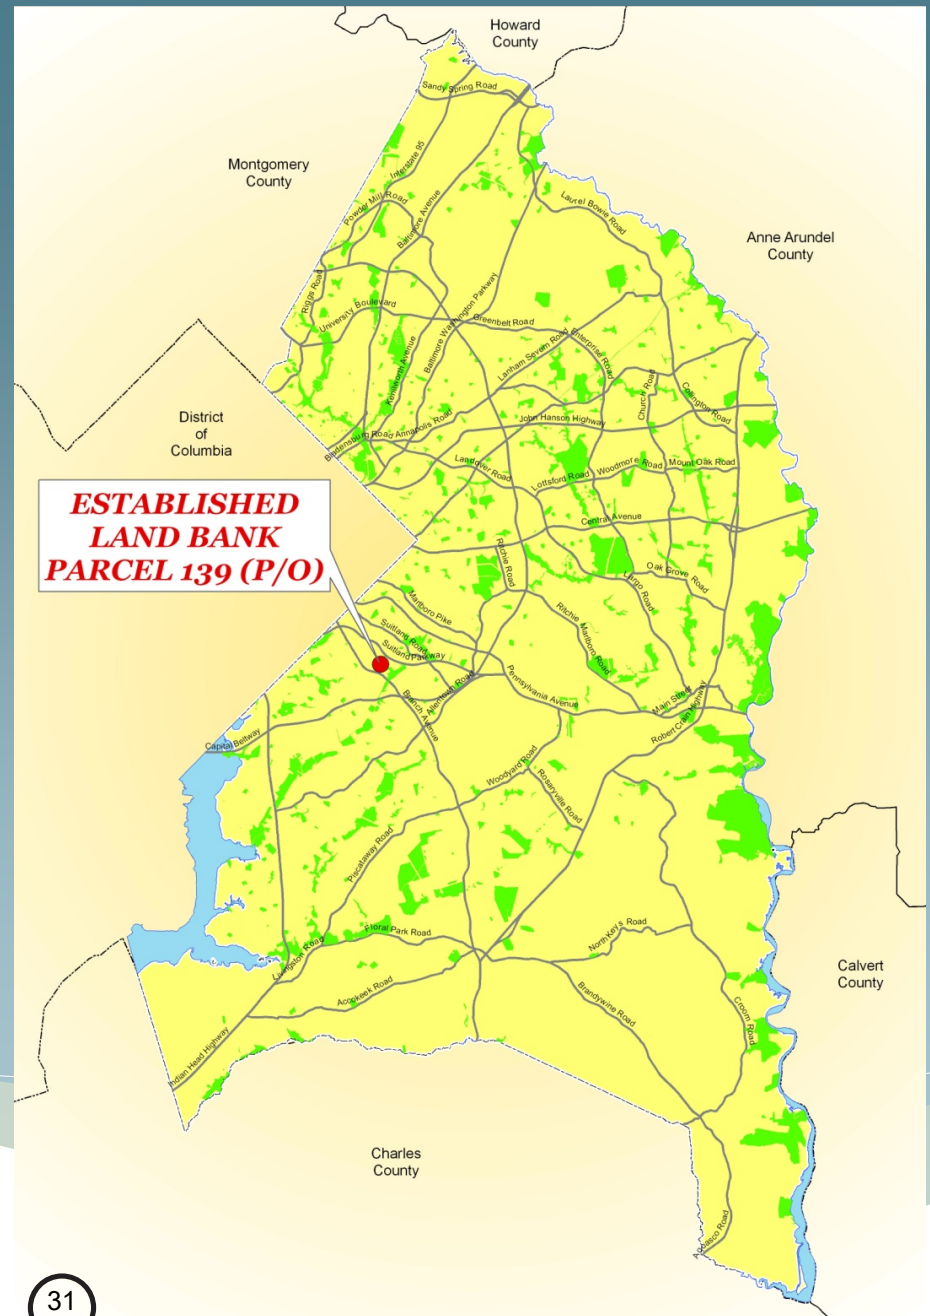 Howard
County
Sandy Spring Road
Montgomery
County
Interstate 95
Powder Mill Road
Baltimore Avenue
Laurel Bowie Road
Anne Arundel
County
Riggs Road
University Boulevard
Baltimore Washington Parkway
Greenbelt Road
Kenilworth Avenue
Lanham Severn Road
Enterprise Road
Church Road
Collington Road
District
of
Columbia
John Hanson Highway
Bladensburg Road
Annapolis Road
Landover Road
Lottsford Road
Woodmore Road
Mount Oak Road
ESTABLISHED
LAND BANK
PARCEL 139 (P/O)
Central Avenue
Ritchie Road
Oak Grove Road
Largo Road
Marlboro Pike
Ritchie Marlboro Road
Suitland Road
Suitland Parkway
Pennsylvania Avenue
Allentown Road
Branch Avenue
Main Street
Robert Crain Highway
Capital Beltway
Woodyard Road
Rosaryville Road
Piscataway Road
Floral Park Road
North Keys Road
Livingston Road
Calvert
County
Accokeek Road
Brandywine Road
Croom Road
Indian Head Highway
Charles
County
Aquasco Road
31